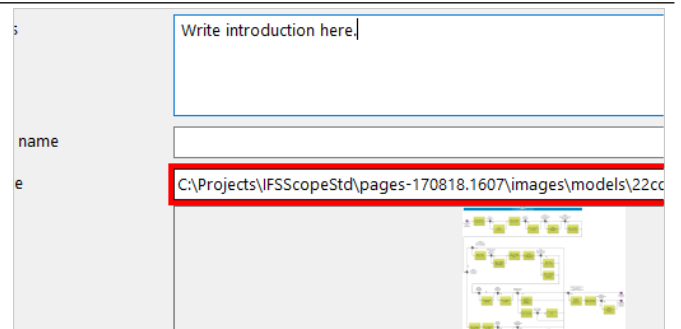 s
Write introduction here.
name
e
C:\Projects\IFSScopeStd\pages-170818.1607\images\models\22cc